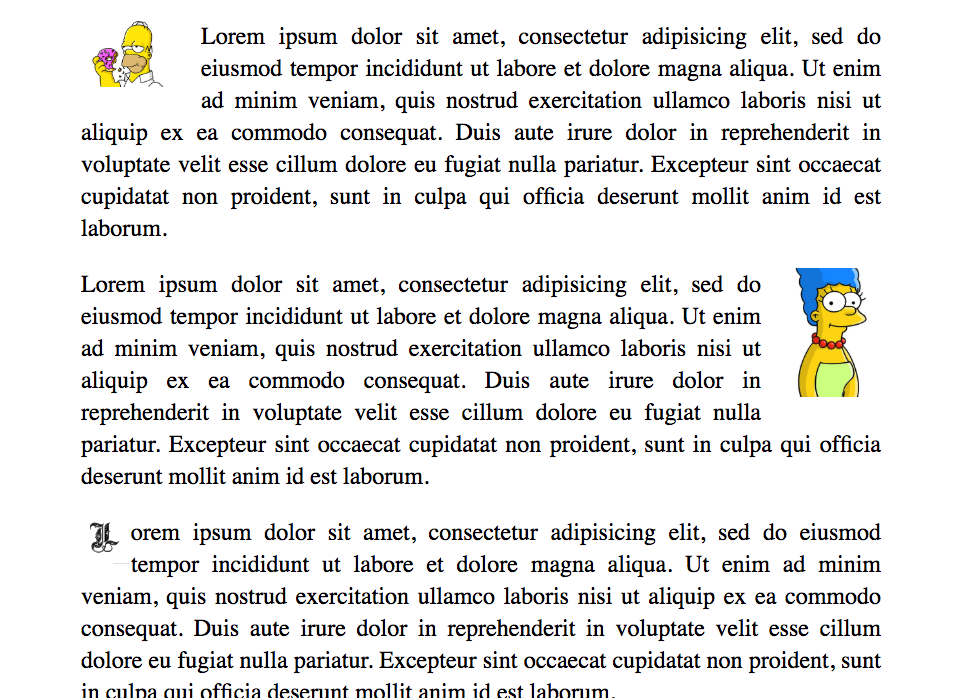 Lorem ipsum dolor sit amet, consectetur adipisicing elit, sed do
eiusmod tempor incididunt ut labore et dolore magna aliqua. Ut enim
ad minim veniam, quis nostrud exercitation ullamco laboris nisi ut
aliquip ex ea commodo consequat. Duis aute irure dolor in reprehenderit in
voluptate velit esse cillum dolore eu fugiat nulla pariatur. Excepteur sint occaecat
cupidatat non proident, sunt in culpa qui officia deserunt mollit anim id est
laborum.
Lorem ipsum dolor sit amet, consectetur adipisicing elit, sed do
eiusmod tempor incididunt ut labore et dolore magna aliqua. Ut enim
ad minim veniam, quis nostrud exercitation ullamco laboris nisi ut
aliquip ex ea commodo consequat. Duis aute irure dolor in
reprehenderit in voluptate velit esse cillum dolore eu fugiat nulla
pariatur. Excepteur sint occaecat cupidatat non proident, sunt in culpa qui officia
deserunt mollit anim id est laborum.
Lorem ipsum dolor sit amet, consectetur adipisicing elit, sed do eiusmod
tempor incididunt ut labore et dolore magna aliqua. Ut enim ad minim
veniam, quis nostrud exercitation ullamco laboris nisi ut aliquip ex ea commodo
consequat. Duis aute irure dolor in reprehenderit in voluptate velit esse cillum
dolore eu fugiat nulla pariatur. Excepteur sint occaecat cupidatat non proident, sunt
in culpa qui officia deserunt mollit anim id est laborum.